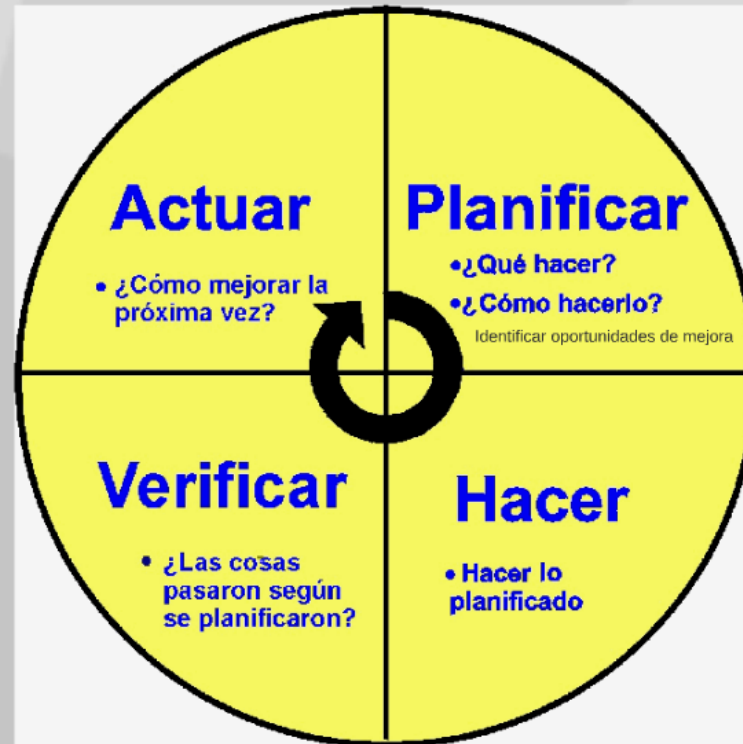 Actuar
• ¿Cómo mejorar la
próxima vez?
Planificar
•¿Qué hacer?
•¿Cómo hacerlo?
Identificar oportunidades de mejora
Verificar
• ¿Las cosas
pasaron según
se planificaron?
Hacer
• Hacer lo
planificado